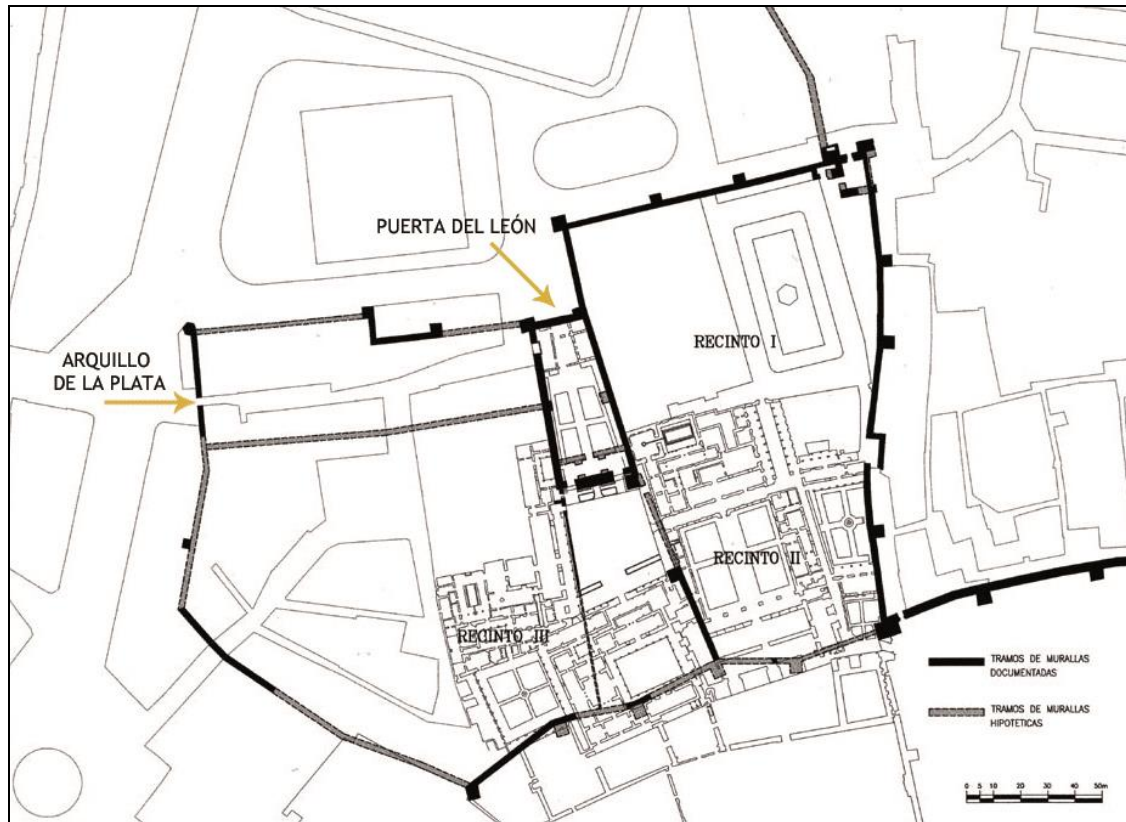 PUERTA DEL LEÓN
ARQUILLO
DE LA PLATA
RECINTO I
RECINTO II
RECINTO III
TRAMOS DE MURALLAS
DOCUMENTADAS
TRAMOS DE MURALLAS
HIPOTETICAS
0 5 10 20 30 40 50m